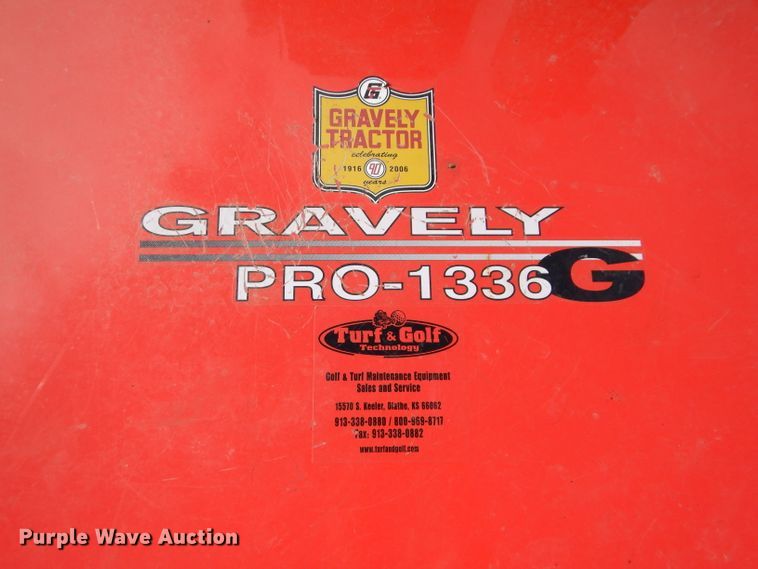 G
GRAVELY
TRACTOR
celebrating
1916 90 2006
years
GRAVELY
PRO-1336 G
Turf & Golf
Technology
Golf & Turf Maintenance Equipment
Sales and Service
15570 S. Keeler, Olathe, KS 66062
913-338-0880 / 800-969-8717
Fax: 913-338-0882
www.turfandgolf.com
Purple Wave Auction